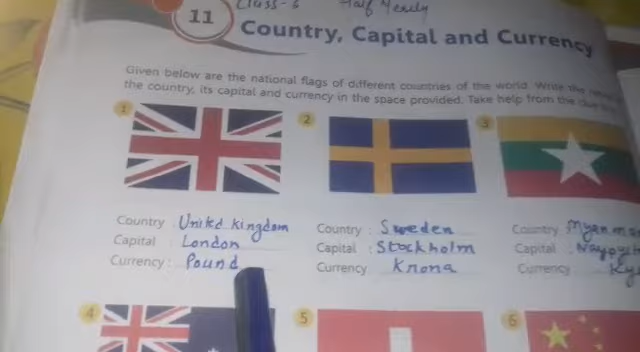 Class-6 Half Yearly
11 Country, Capital and Currency
Given below are the national flags of different countries of the world. Write the
the country, its capital and currency in the space provided. Take help from the
1 2 3
Country : United kingdom Country : Sweden Country
Capital : London Capital : Stockholm Capital :
Currency : Pound Currency Krona Currency
4 5 6